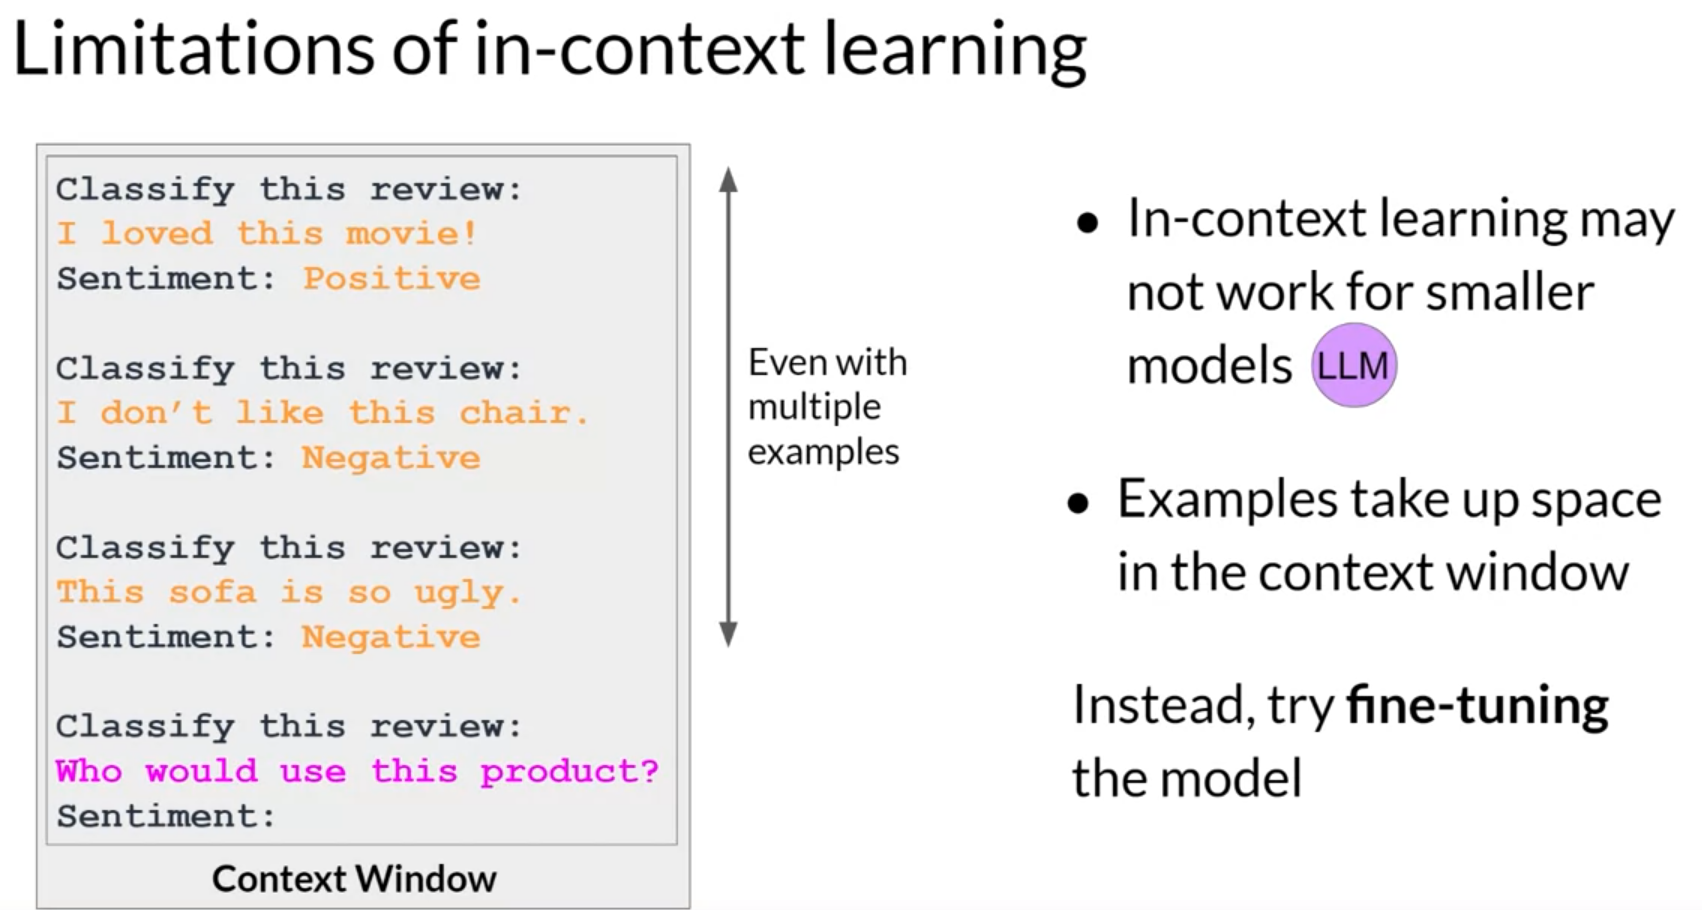 Limitations of in-context learning
Classify this review:
I loved this movie!
Sentiment: Positive
Classify this review:
I don’t like this chair.
Sentiment: Negative
Classify this review:
This sofa is so ugly.
Sentiment: Negative
Classify this review:
Who would use this product?
Sentiment:
Context Window
Even with
multiple
examples
• In-context learning may
not work for smaller
models LLM
• Examples take up space
in the context window
Instead, try fine-tuning
the model